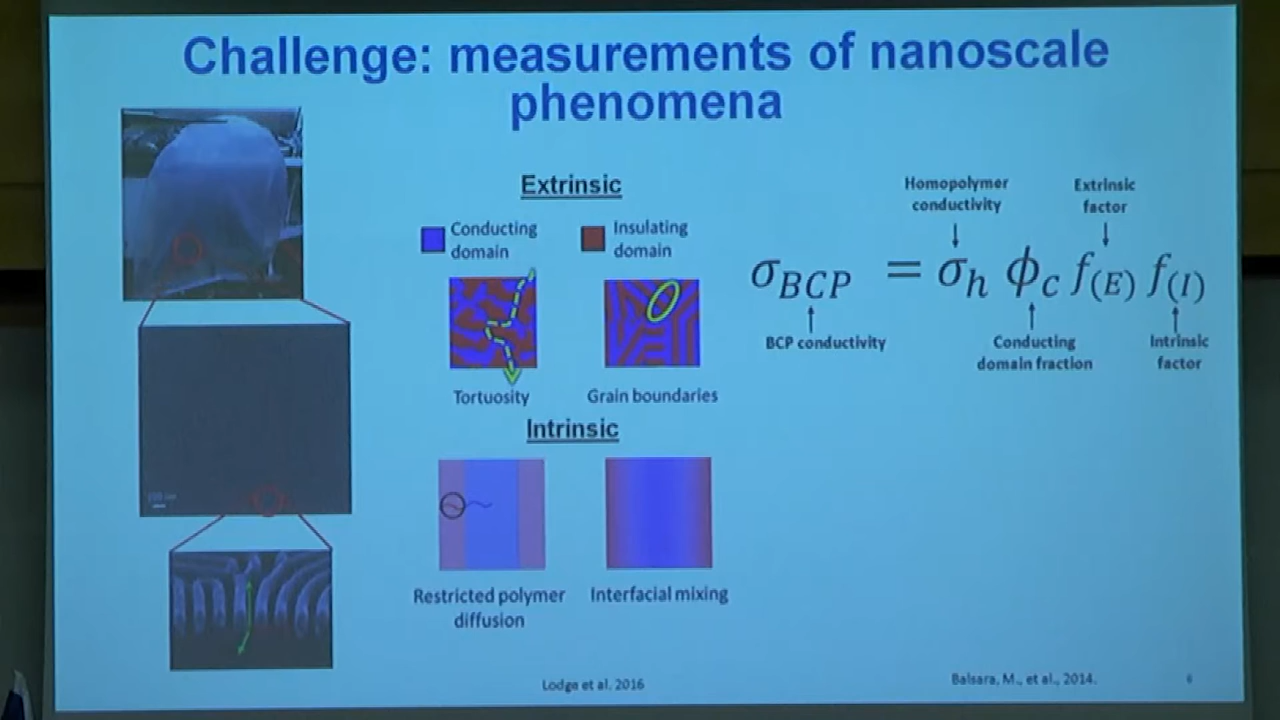 Challenge: measurements of nanoscale
phenomena
Extrinsic
Conducting
domain
Insulating
domain
Tortuosity
Grain boundaries
Intrinsic
Restricted polymer
diffusion
Interfacial mixing
Homopolymer
conductivity
Extrinsic
factor
σ_BCP = σ_h ϕ_c f_(E) f_(I)
BCP conductivity
Conducting
domain fraction
Intrinsic
factor
Lodge et al. 2016
Balsara, M., et al., 2014.